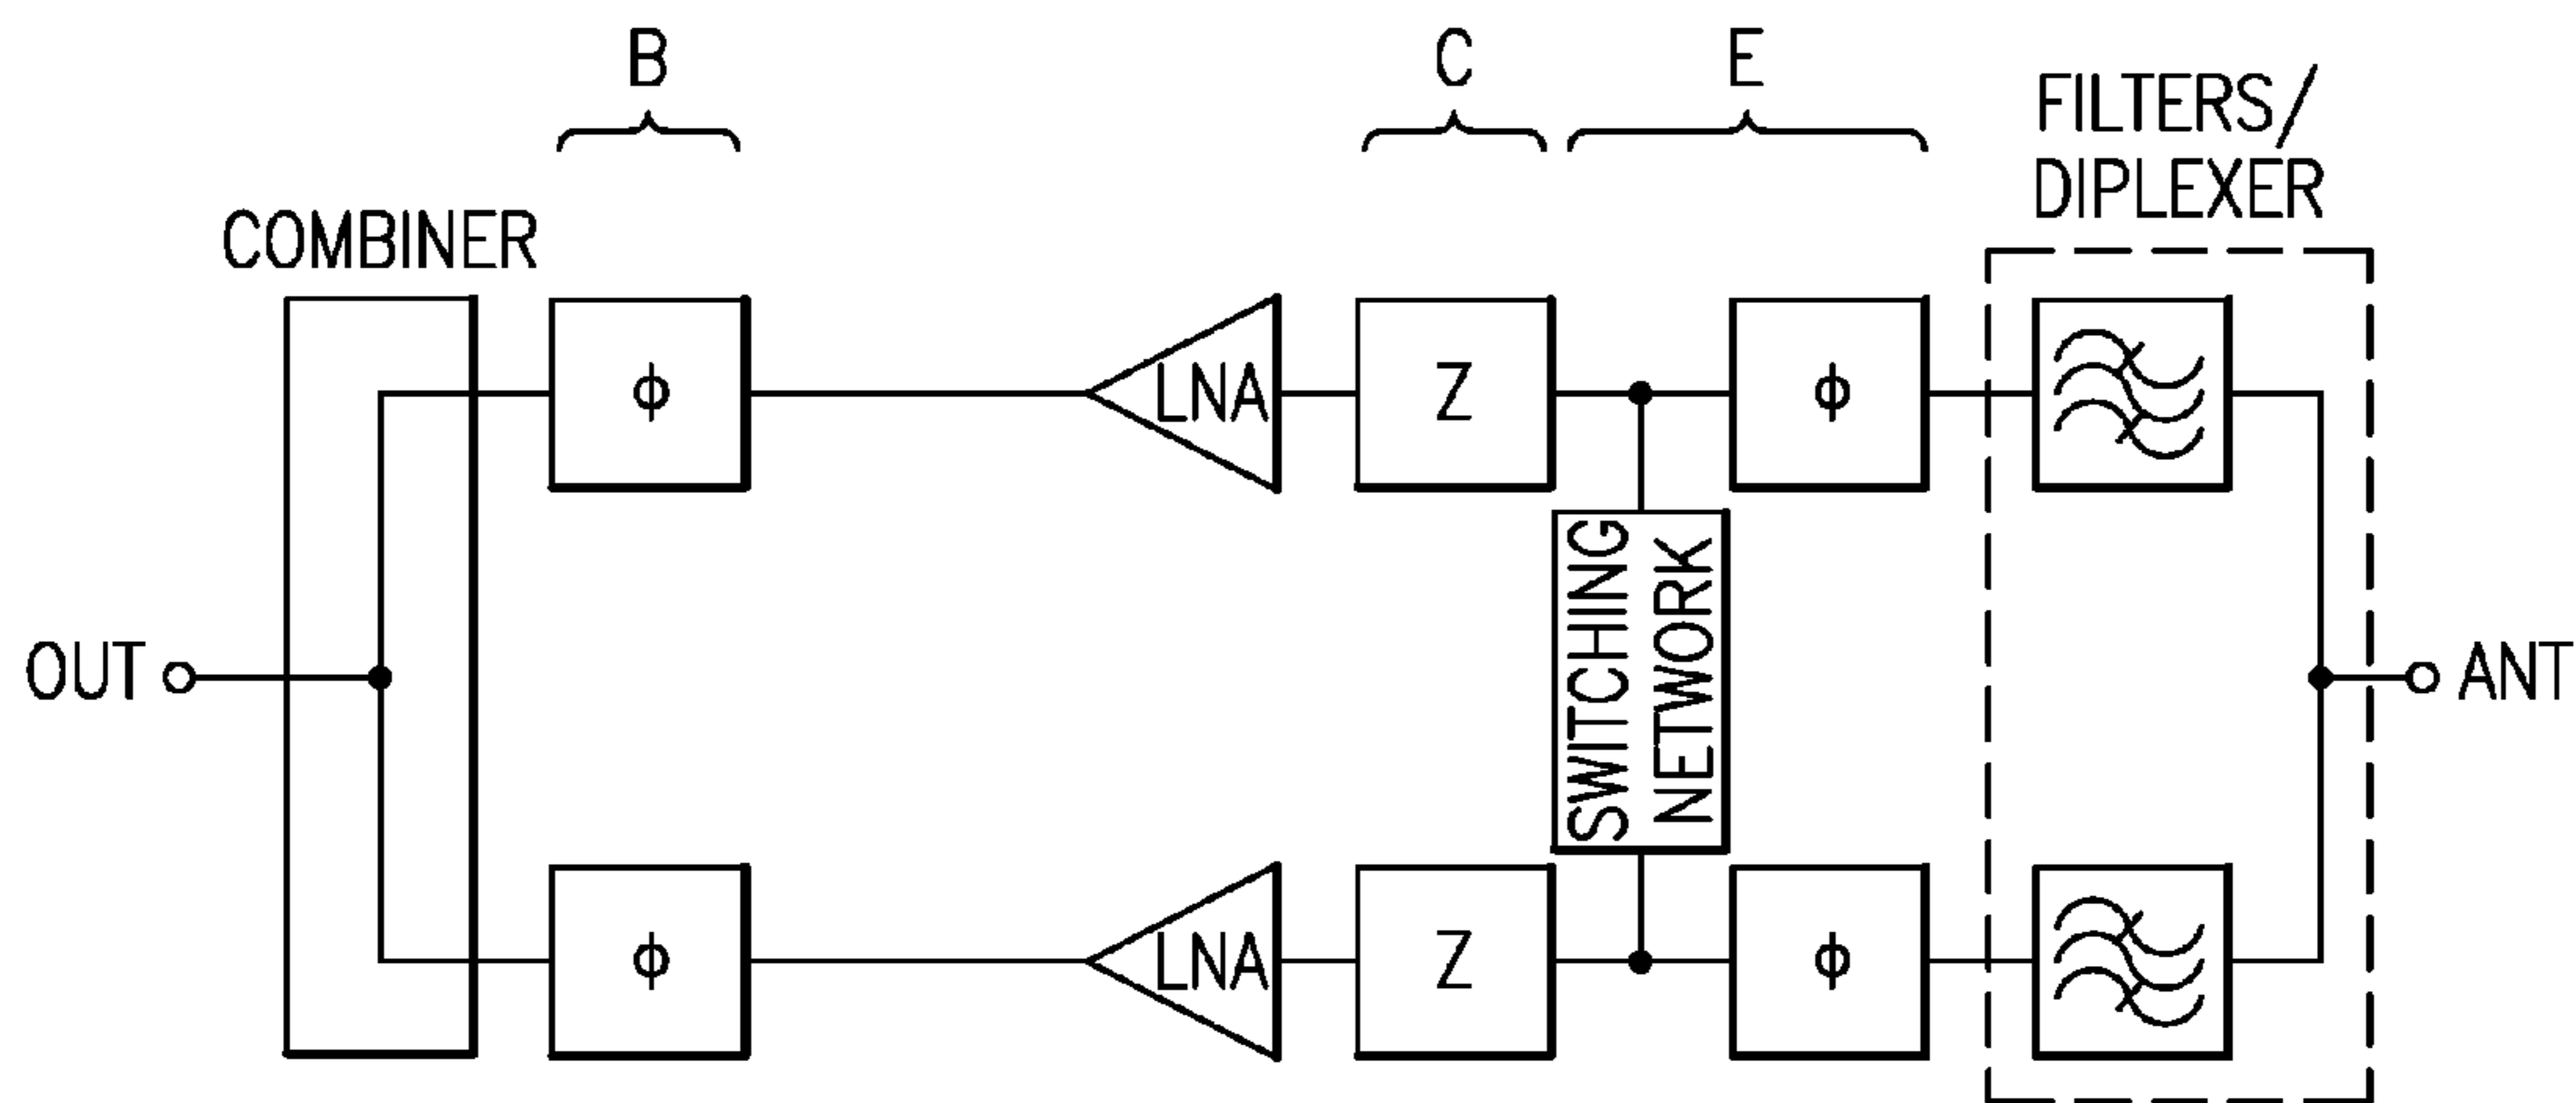 B
C
E
FILTERS/
DIPLEXER
COMBINER
ϕ
LNA
Z
ϕ
SWITCHING
NETWORK
OUT
ANT
ϕ
LNA
Z
ϕ